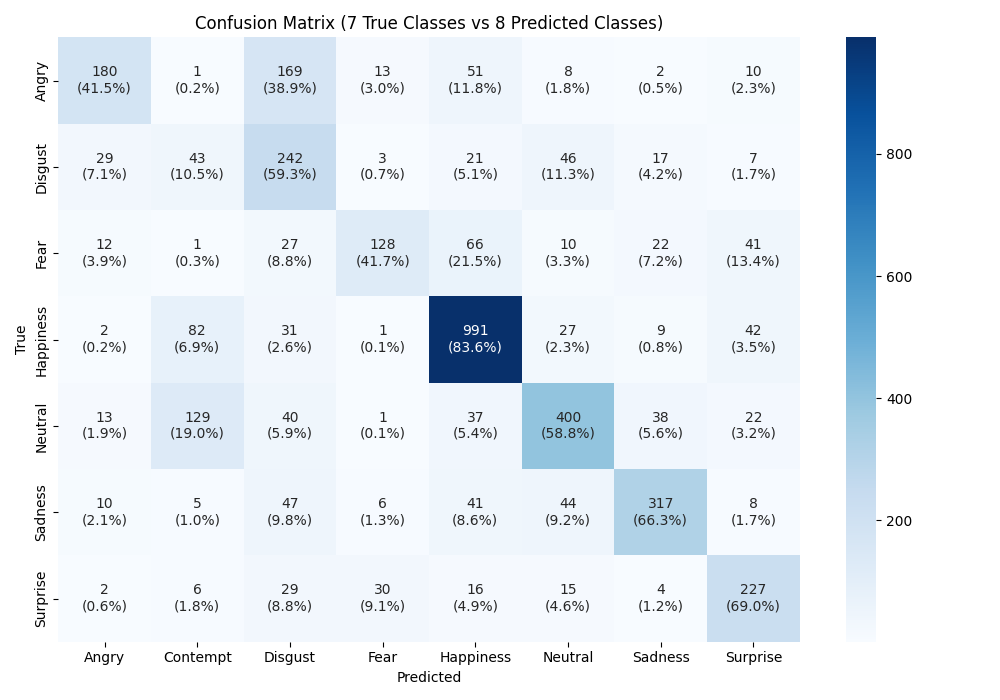 Confusion Matrix (7 True Classes vs 8 Predicted Classes)
True
Angry
180 1 169 13 51 8 2 10
(41.5%) (0.2%) (38.9%) (3.0%) (11.8%) (1.8%) (0.5%) (2.3%)
Disgust
29 43 242 3 21 46 17 7
(7.1%) (10.5%) (59.3%) (0.7%) (5.1%) (11.3%) (4.2%) (1.7%)
Fear
12 1 27 128 66 10 22 41
(3.9%) (0.3%) (8.8%) (41.7%) (21.5%) (3.3%) (7.2%) (13.4%)
Happiness
2 82 31 1 991 27 9 42
(0.2%) (6.9%) (2.6%) (0.1%) (83.6%) (2.3%) (0.8%) (3.5%)
Neutral
13 129 40 1 37 400 38 22
(1.9%) (19.0%) (5.9%) (0.1%) (5.4%) (58.8%) (5.6%) (3.2%)
Sadness
10 5 47 6 41 44 317 8
(2.1%) (1.0%) (9.8%) (1.3%) (8.6%) (9.2%) (66.3%) (1.7%)
Surprise
2 6 29 30 16 15 4 227
(0.6%) (1.8%) (8.8%) (9.1%) (4.9%) (4.6%) (1.2%) (69.0%)
Angry Contempt Disgust Fear Happiness Neutral Sadness Surprise
Predicted
800
600
400
200